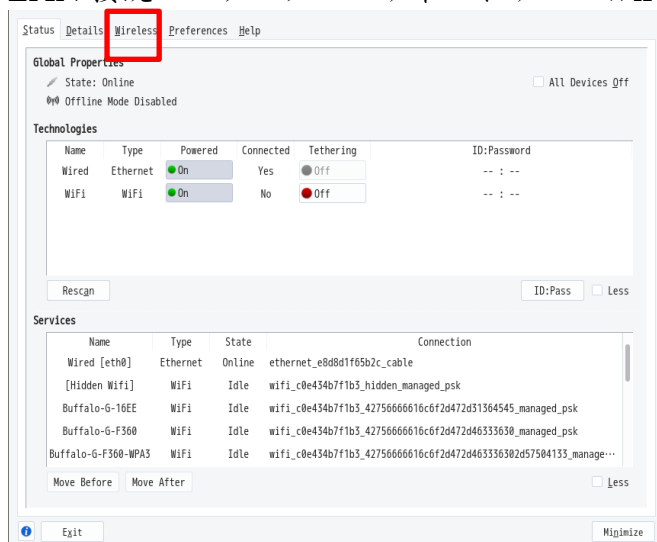 Status Details Wireless Preferences Help
Global Properties
State: Online
All Devices Off
Offline Mode Disabled
Technologies
Name Type Powered Connected Tethering ID:Password
Wired Ethernet On Yes Off -- : --
WiFi WiFi On No Off -- : --
Rescan ID:Pass Less
Services
Name Type State Connection
Wired [eth0] Ethernet Online ethernet_e8d8d1f65b2c_cable
[Hidden Wifi] WiFi Idle wifi_c0e434b7f1b3_hidden_managed_psk
Buffalo-G-16EE WiFi Idle wifi_c0e434b7f1b3_42756666616c6f2d472d31364545_managed_psk
Buffalo-G-F360 WiFi Idle wifi_c0e434b7f1b3_42756666616c6f2d472d46333630_managed_psk
Buffalo-G-F360-WPA3 WiFi Idle wifi_c0e434b7f1b3_42756666616c6f2d472d463336302d57504133_manage…
Move Before Move After Less
Exit Minimize